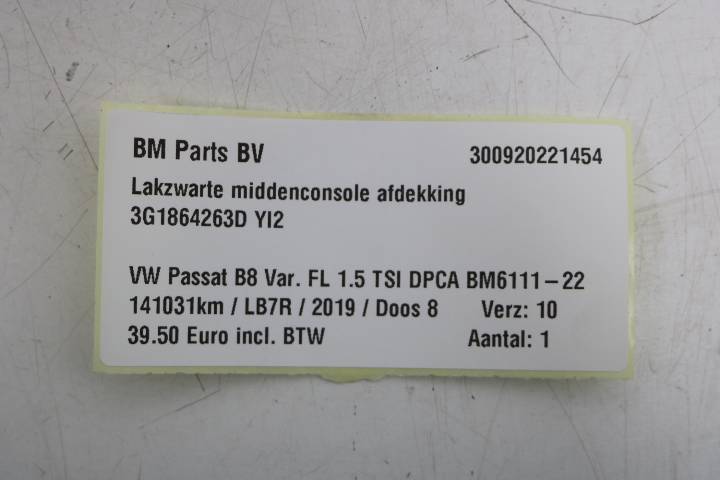 BM Parts BV 300920221454
Lakzwarte middenconsole afdekking
3G1864263D YI2
VW Passat B8 Var. FL 1.5 TSI DPCA BM6111-22
141031km / LB7R / 2019 / Doos 8 Verz: 10
39.50 Euro incl. BTW Aantal: 1